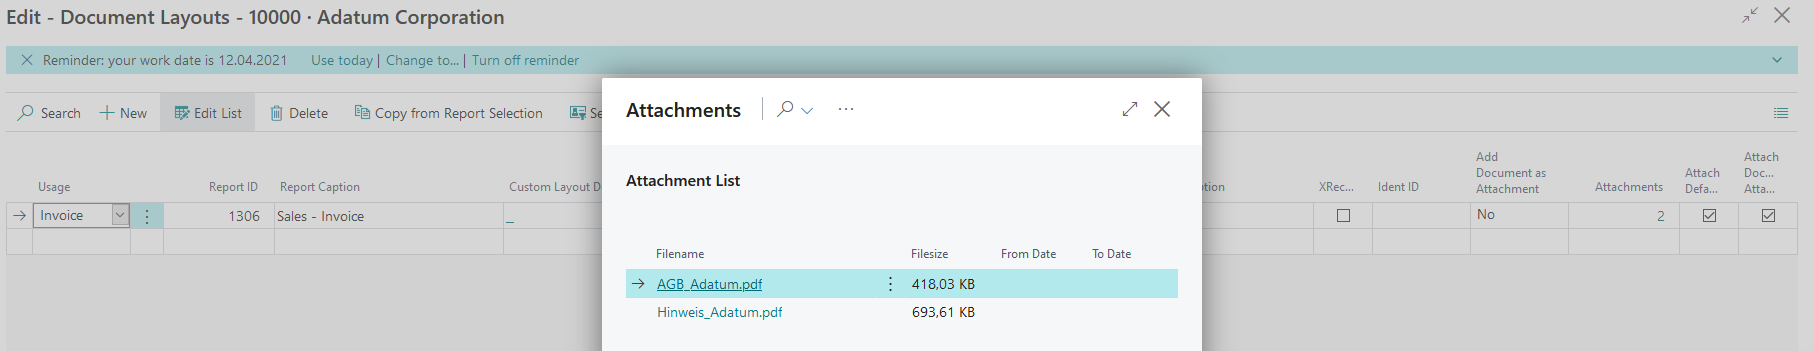 Edit - Document Layouts - 10000 · Adatum Corporation
Reminder: your work date is 12.04.2021 Use today | Change to... | Turn off reminder
Search New Edit List Delete Copy from Report Selection
Attachments
Attachment List
Usage Report ID Report Caption Custom Layout D
XRec... Ident ID Add Document as Attachment Attachments Attach Defa... Attach Doc... Atta...
Invoice 1306 Sales - Invoice No 2
Filename Filesize From Date To Date
AGB_Adatum.pdf 418,03 KB
Hinweis_Adatum.pdf 693,61 KB